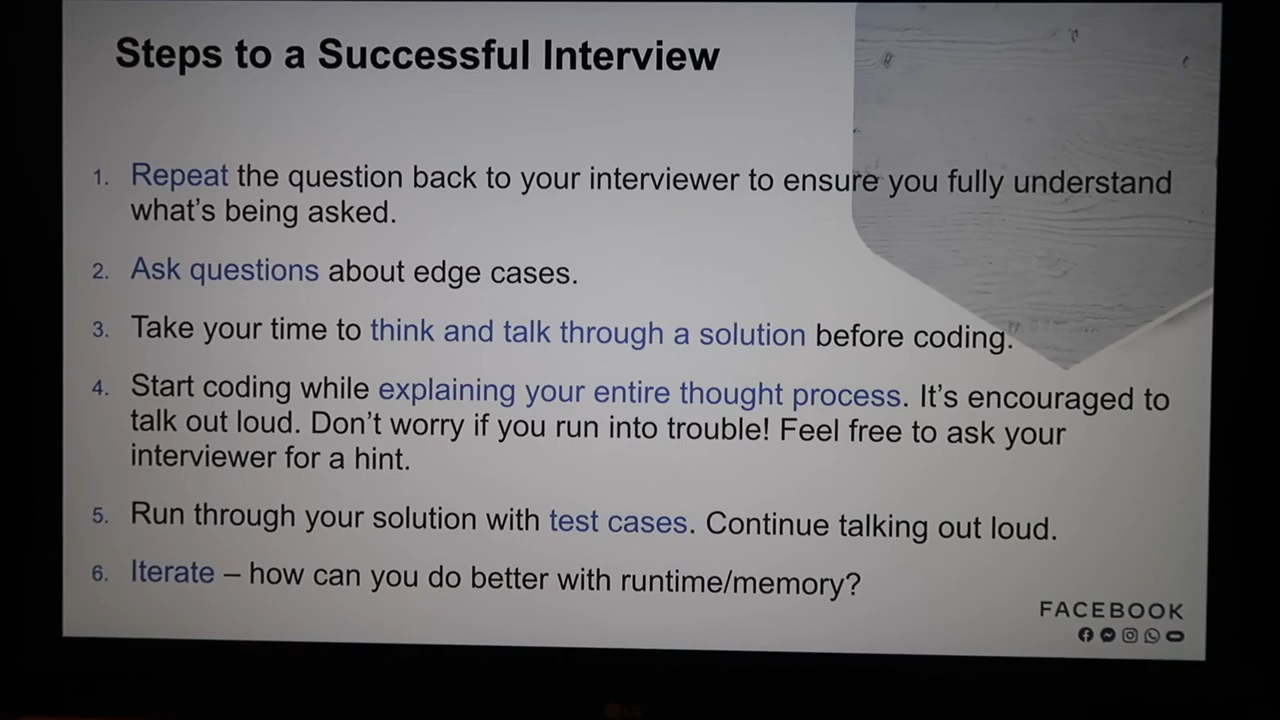 Steps to a Successful Interview
1. Repeat the question back to your interviewer to ensure you fully understand
what's being asked.
2. Ask questions about edge cases.
3. Take your time to think and talk through a solution before coding.
4. Start coding while explaining your entire thought process. It's encouraged to
talk out loud. Don't worry if you run into trouble! Feel free to ask your
interviewer for a hint.
5. Run through your solution with test cases. Continue talking out loud.
6. Iterate – how can you do better with runtime/memory?
FACEBOOK
LG